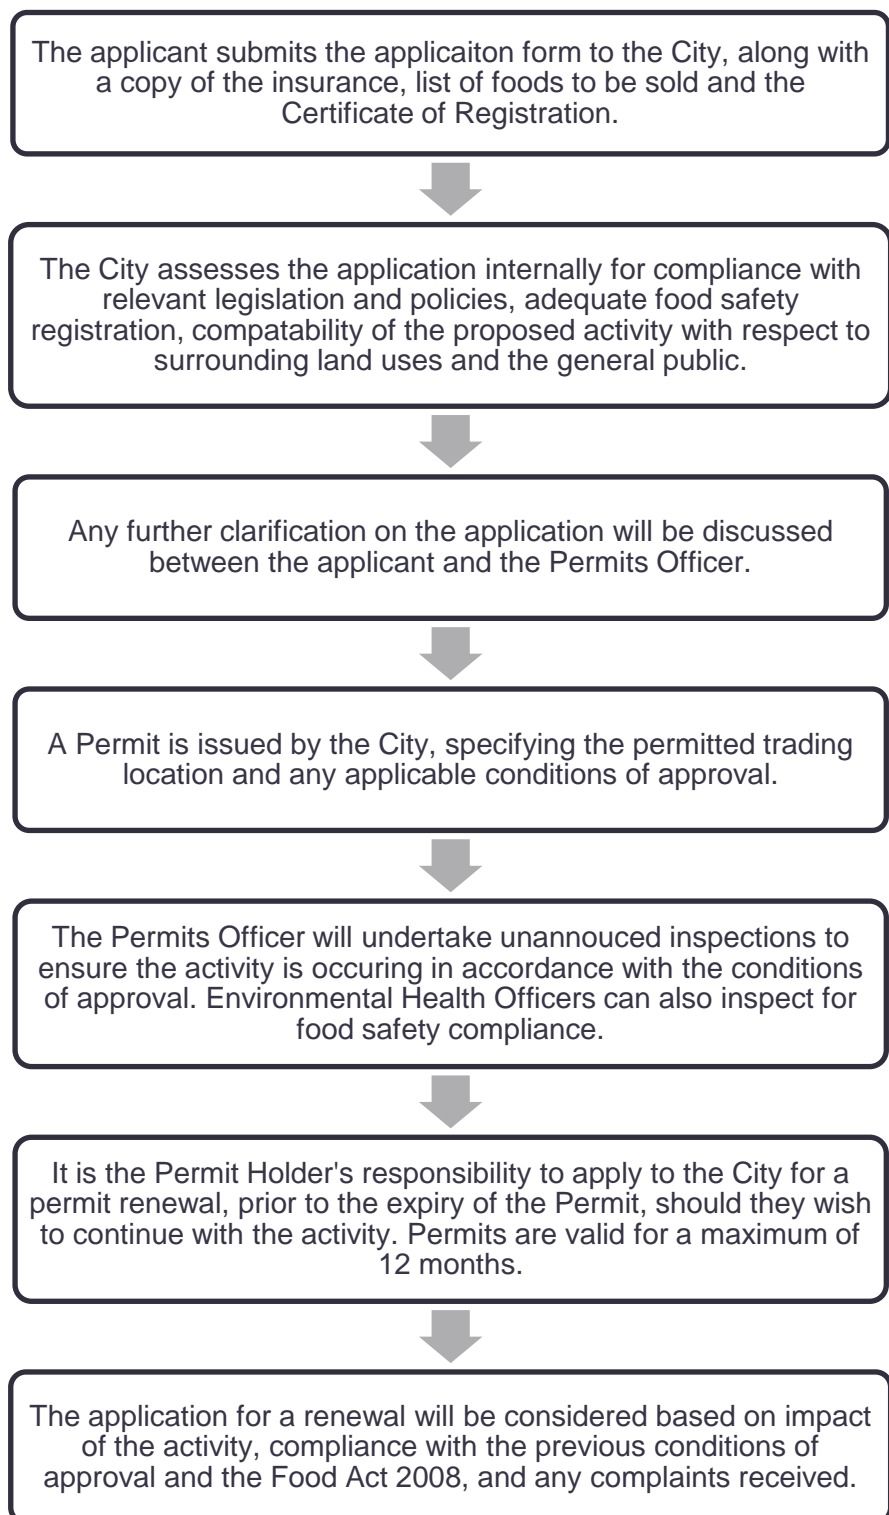 The applicant submits the applicaiton form to the City, along with
a copy of the insurance, list of foods to be sold and the
Certificate of Registration.
The City assesses the application internally for compliance with
relevant legislation and policies, adequate food safety
registration, compatability of the proposed activity with respect to
surrounding land uses and the general public.
Any further clarification on the application will be discussed
between the applicant and the Permits Officer.
A Permit is issued by the City, specifying the permitted trading
location and any applicable conditions of approval.
The Permits Officer will undertake unannouced inspections to
ensure the activity is occuring in accordance with the conditions
of approval. Environmental Health Officers can also inspect for
food safety compliance.
It is the Permit Holder's responsibility to apply to the City for a
permit renewal, prior to the expiry of the Permit, should they wish
to continue with the activity. Permits are valid for a maximum of
12 months.
The application for a renewal will be considered based on impact
of the activity, compliance with the previous conditions of
approval and the Food Act 2008, and any complaints received.